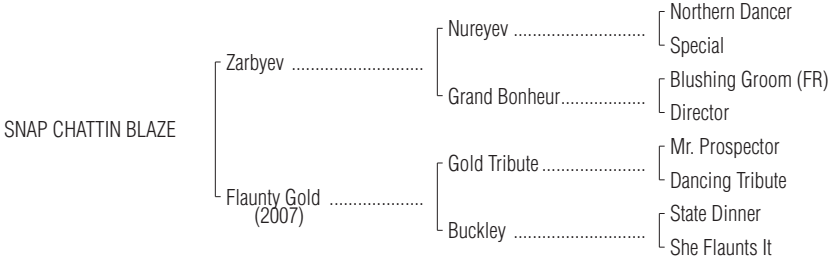 Northern Dancer
Nureyev ............................
Special
Zarbyev ............................
Blushing Groom (FR)
Grand Bonheur..................
Director
SNAP CHATTIN BLAZE
Mr. Prospector
Gold Tribute ......................
Dancing Tribute
Flaunty Gold ....................
(2007)
State Dinner
Buckley ............................
She Flaunts It